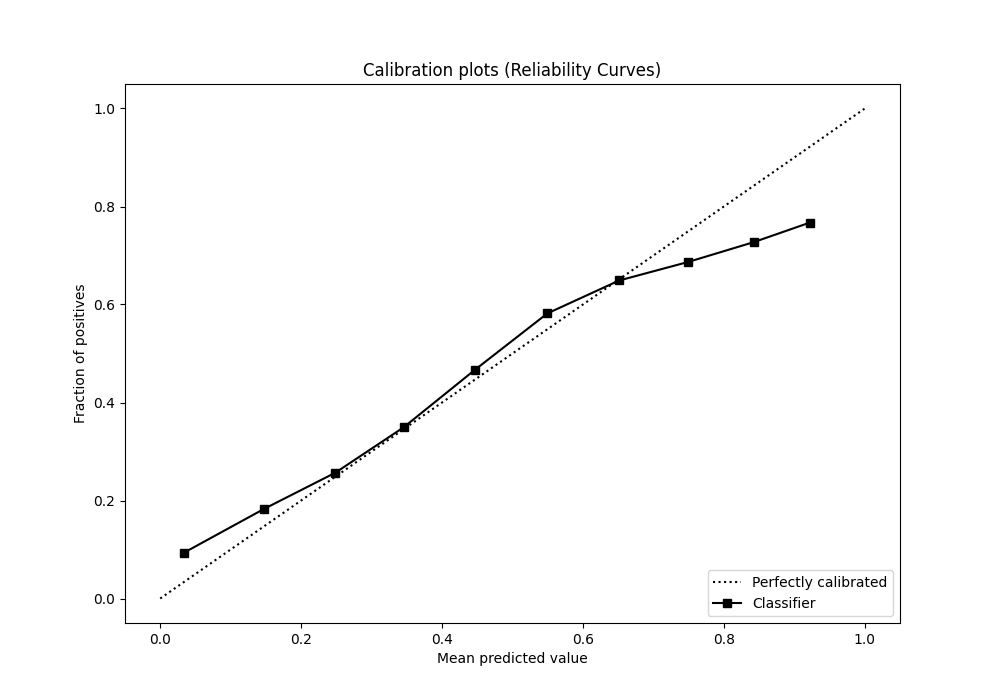 Calibration plots (Reliability Curves)
Fraction of positives
1.0
0.8
0.6
0.4
0.2
0.0
0.0 0.2 0.4 0.6 0.8 1.0
Mean predicted value
Perfectly calibrated
Classifier